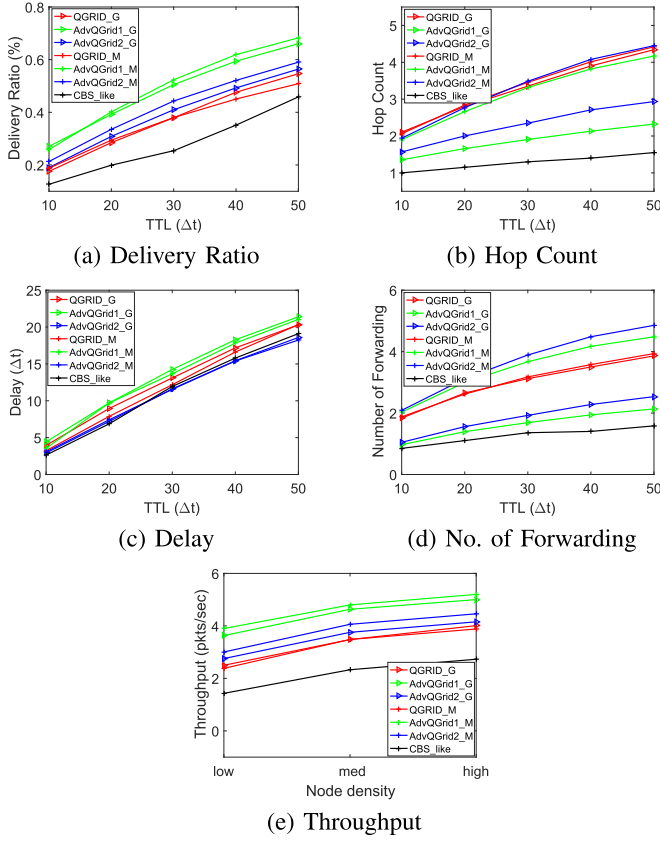 0.8
0.6
0.4
0.2
Delivery Ratio (%)
QGRID_G
AdvQGrid1_G
AdvQGrid2_G
QGRID_M
AdvQGrid1_M
AdvQGrid2_M
CBS_like
10 20 30 40 50
TTL (Δt)
(a) Delivery Ratio
5
4
3
2
1
Hop Count
QGRID_G
AdvQGrid1_G
AdvQGrid2_G
QGRID_M
AdvQGrid1_M
AdvQGrid2_M
CBS_like
10 20 30 40 50
TTL (Δt)
(b) Hop Count
25
20
15
10
5
0
Delay (Δt)
QGRID_G
AdvQGrid1_G
AdvQGrid2_G
QGRID_M
AdvQGrid1_M
AdvQGrid2_M
CBS_like
10 20 30 40 50
TTL (Δt)
(c) Delay
6
4
2
0
Number of Forwarding
QGRID_G
AdvQGrid1_G
AdvQGrid2_G
QGRID_M
AdvQGrid1_M
AdvQGrid2_M
CBS_like
10 20 30 40 50
TTL (Δt)
(d) No. of Forwarding
6
4
2
0
Throughput (pkts/sec)
QGRID_G
AdvQGrid1_G
AdvQGrid2_G
QGRID_M
AdvQGrid1_M
AdvQGrid2_M
CBS_like
low med high
Node density
(e) Throughput